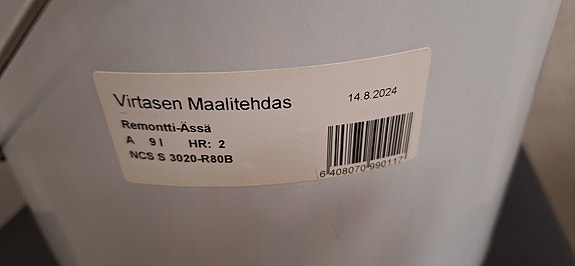 Virtasen Maalitehdas 14.8.2024
Remontti-Ässä
A 9 l HR: 2
NCS S 3020-R80B
6 408070 990117